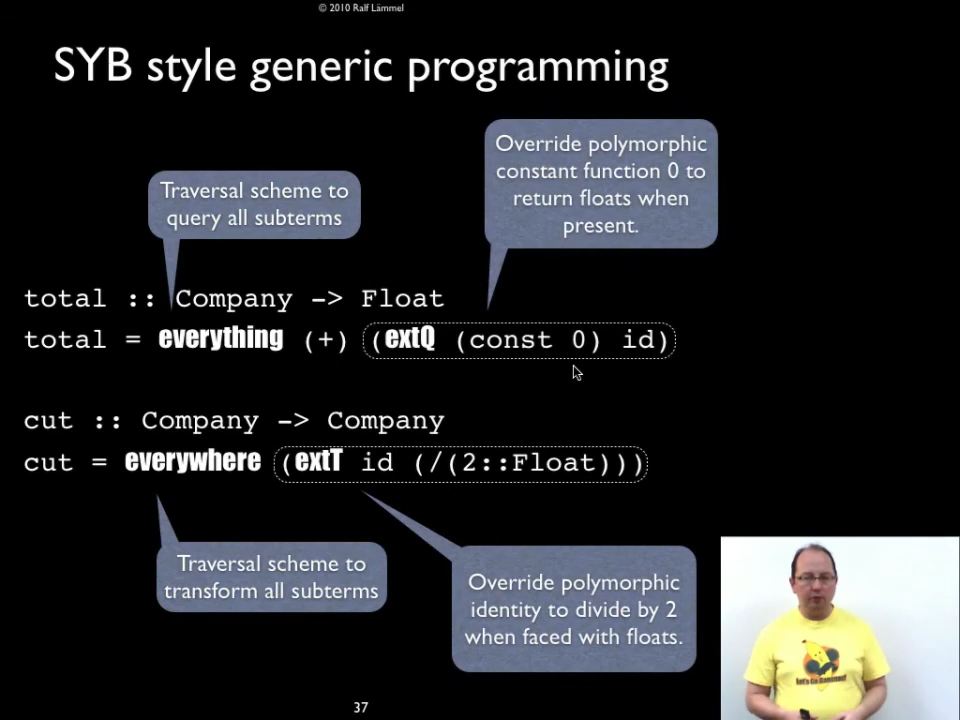 © 2010 Ralf Lämmel
SYB style generic programming
Override polymorphic
constant function 0 to
return floats when
present.
Traversal scheme to
query all subterms
total :: Company -> Float
total = everything (+) (extQ (const 0) id)
cut :: Company -> Company
cut = everywhere (extT id (/(2::Float)))
Traversal scheme to
transform all subterms
Override polymorphic
identity to divide by 2
when faced with floats.
Let's Go Bananas!
37